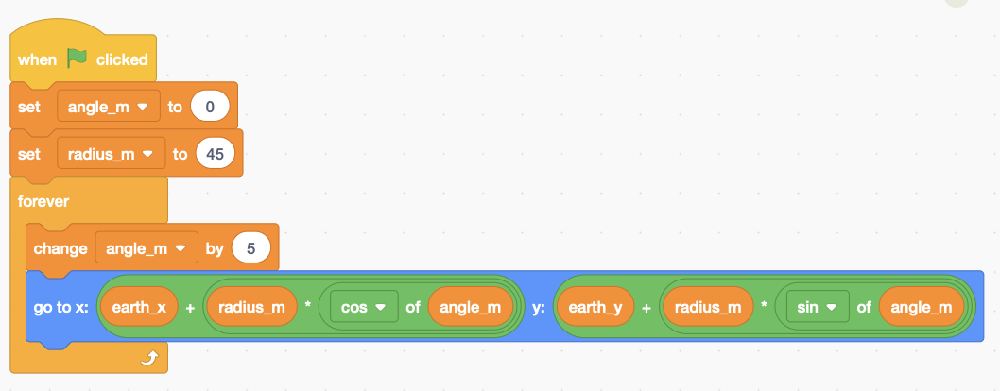 when clicked
set angle_m to 0
set radius_m to 45
forever
change angle_m by 5
go to x: earth_x + radius_m * cos of angle_m y: earth_y + radius_m * sin of angle_m